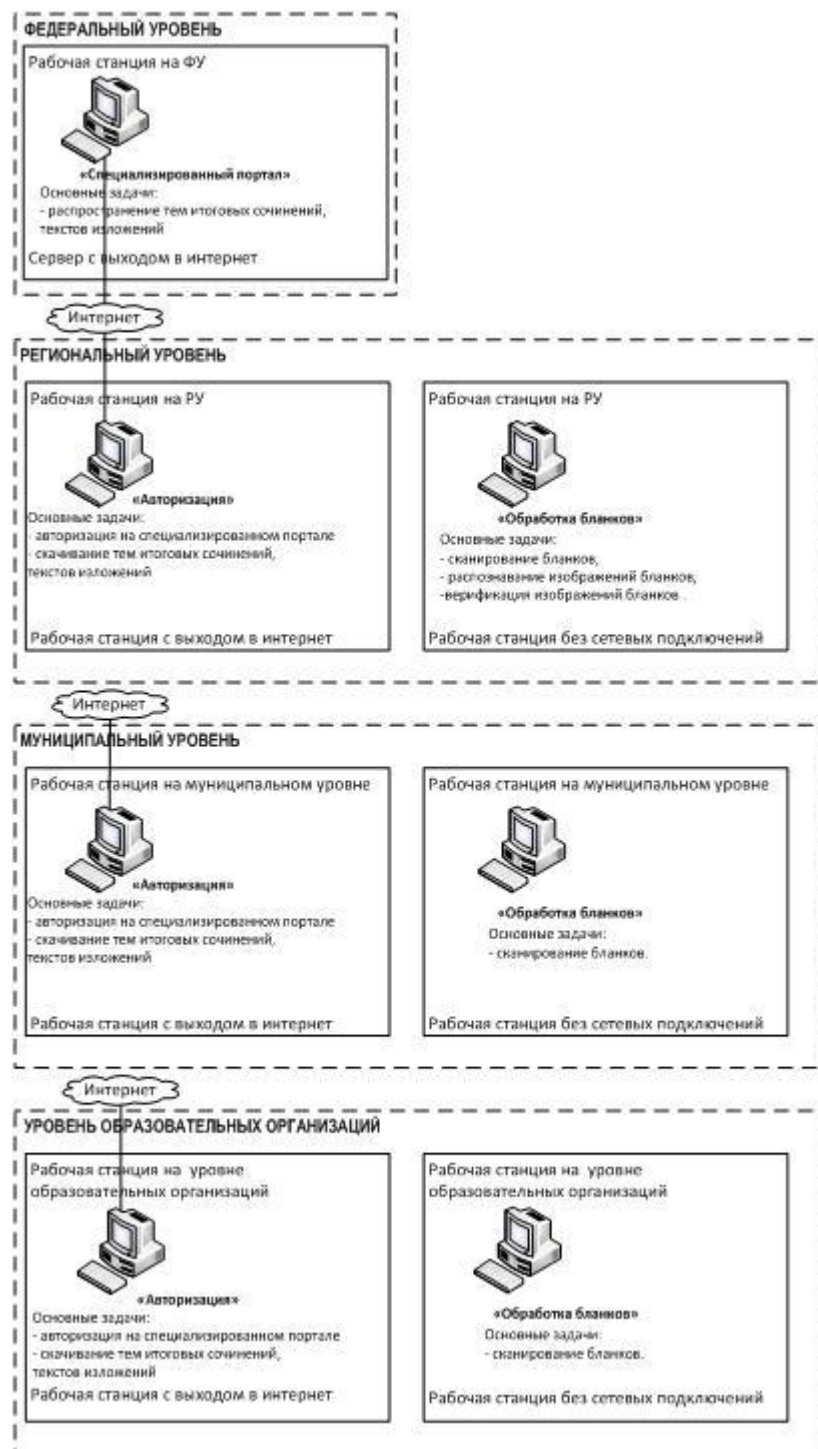 ФЕДЕРАЛЬНЫЙ УРОВЕНЬ
Рабочая станция на ФУ
«Специализированный портал»
Основные задачи:
- распространение тем итоговых сочинений,
текстов изложений
Сервер с выходом в интернет
Интернет
РЕГИОНАЛЬНЫЙ УРОВЕНЬ
Рабочая станция на РУ
«Авторизация»
Основные задачи:
- авторизация на специализированном портале
- скачивание тем итоговых сочинений,
текстов изложений
Рабочая станция с выходом в интернет
Рабочая станция на РУ
«Обработка бланков»
Основные задачи:
- сканирование бланков,
- распознавание изображений бланков,
-верификация изображений бланков .
Рабочая станция без сетевых подключений
Интернет
МУНИЦИПАЛЬНЫЙ УРОВЕНЬ
Рабочая станция на муниципальном уровне
«Авторизация»
Основные задачи:
- авторизация на специализированном портале
- скачивание тем итоговых сочинений,
текстов изложений
Рабочая станция с выходом в интернет
Рабочая станция на муниципальном уровне
«Обработка бланков»
Основные задачи:
- сканирование бланков.
Рабочая станция без сетевых подключений
Интернет
УРОВЕНЬ ОБРАЗОВАТЕЛЬНЫХ ОРГАНИЗАЦИЙ
Рабочая станция на уровне
образовательных организаций
«Авторизация»
Основные задачи:
- авторизация на специализированном портале
- скачивание тем итоговых сочинений,
текстов изложений
Рабочая станция с выходом в интернет
Рабочая станция на уровне
образовательных организаций
«Обработка бланков»
Основные задачи:
- сканирование бланков.
Рабочая станция без сетевых подключений